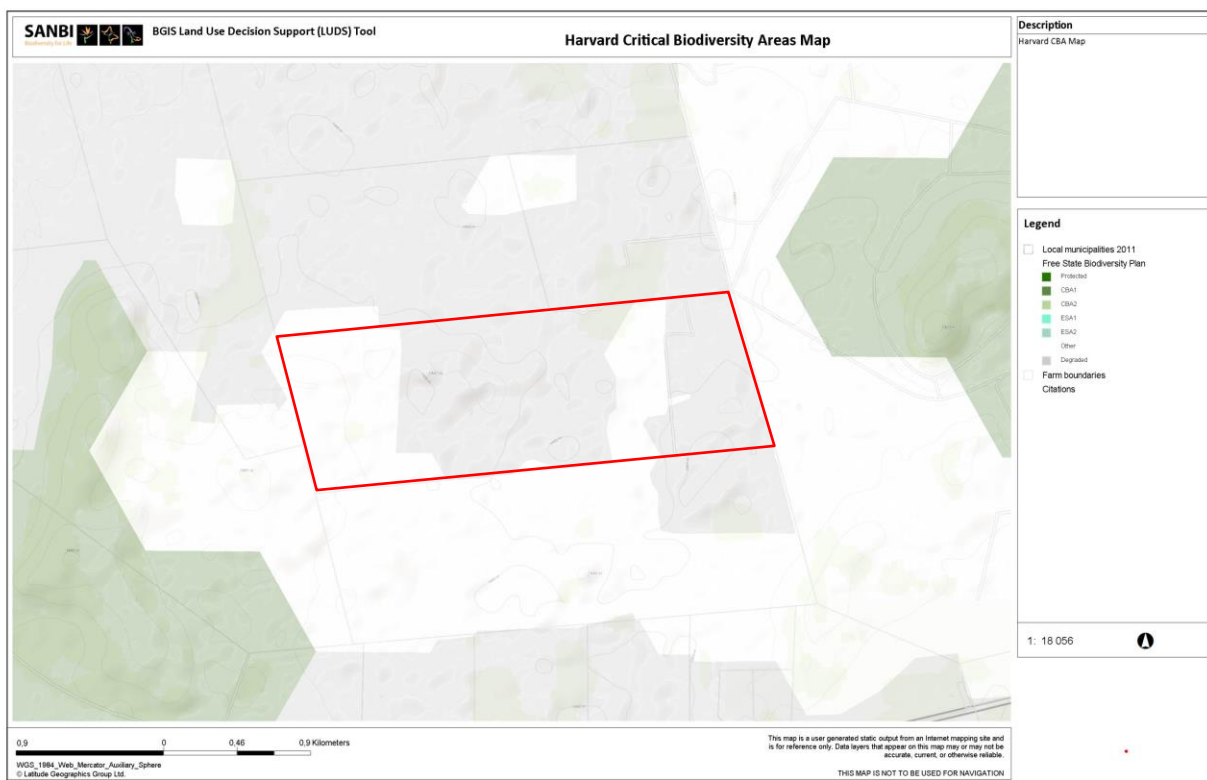 SANBI
Biodiversity for Life
BGIS Land Use Decision Support (LUDS) Tool
Harvard Critical Biodiversity Areas Map
Description
Harvard CBA Map
Legend
Local municipalities 2011
Free State Biodiversity Plan
Protected
CBA1
CBA2
ESA1
ESA2
Other
Degraded
Farm boundaries
Citations
1: 18 056
0,9 0 0,46 0,9 Kilometers
WGS_1984_Web_Mercator_Auxiliary_Sphere
© Latitude Geographics Group Ltd.
This map is a user generated static output from an Internet mapping site and
is for reference only. Data layers that appear on this map may or may not be
accurate, current, or otherwise reliable.
THIS MAP IS NOT TO BE USED FOR NAVIGATION